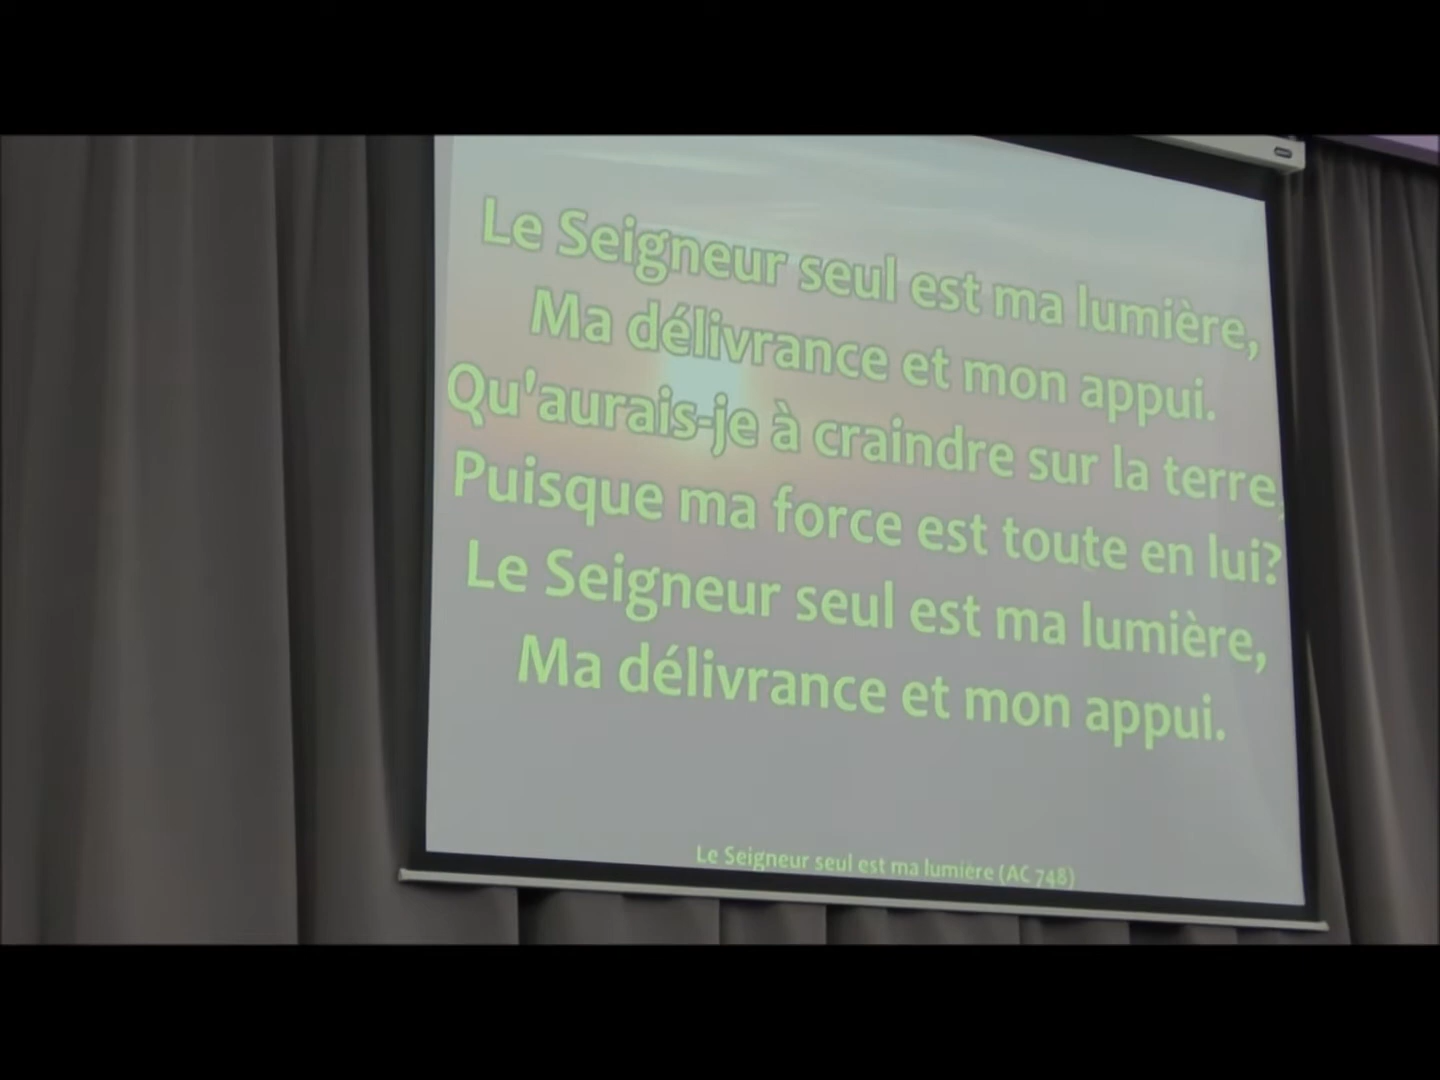 Le Seigneur seul est ma lumière,
Ma délivrance et mon appui.
Qu'aurais-je à craindre sur la terre,
Puisque ma force est toute en lui?
Le Seigneur seul est ma lumière,
Ma délivrance et mon appui.
Le Seigneur seul est ma lumière (AC 748)